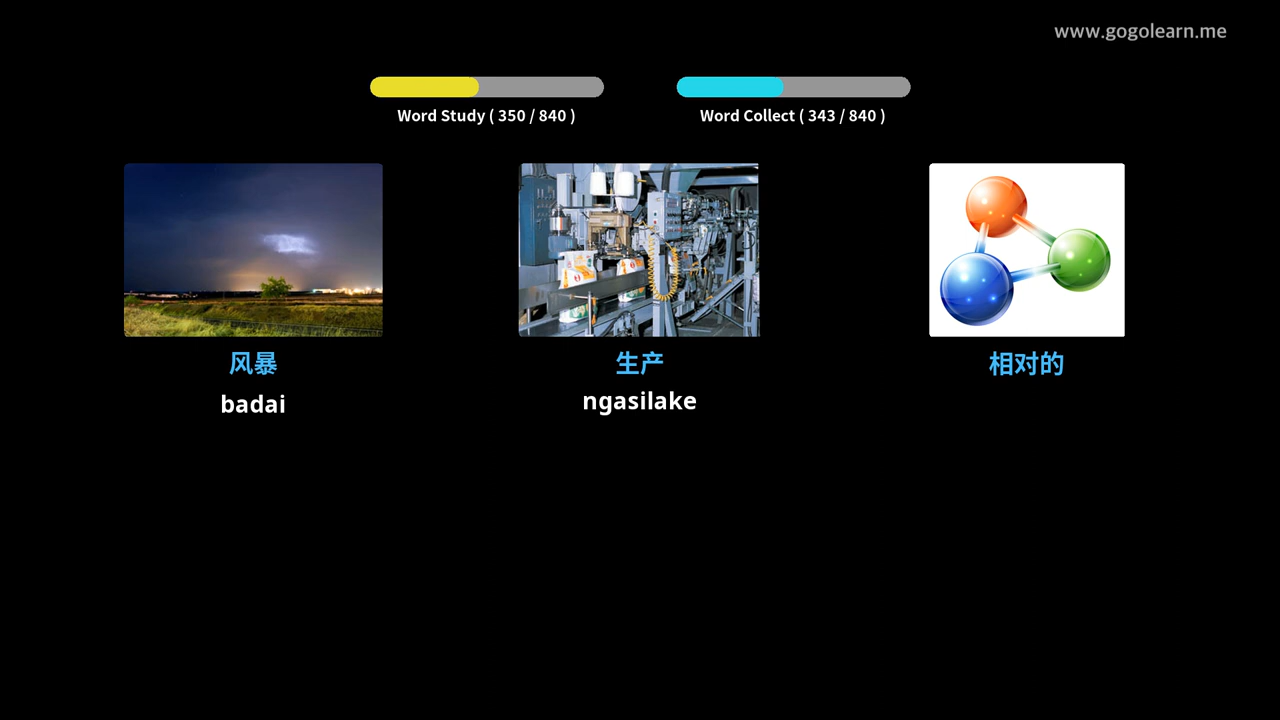 www.gogolearn.me
Word Study ( 350 / 840 )
Word Collect ( 343 / 840 )
风暴
生产
相对的
badai
ngasilake